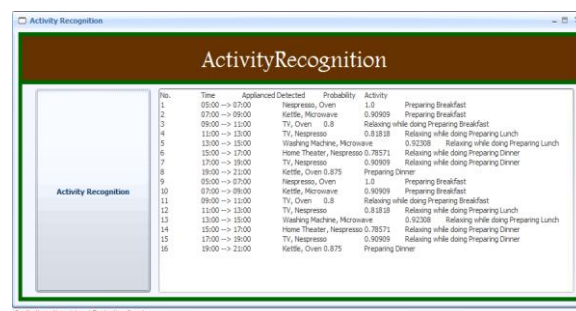 Activity Recognition
ActivityRecognition
Activity Recognition
No. Time Applianced Detected Probability Activity
1 05:00 --> 07:00 Nespresso, Oven 1.0 Preparing Breakfast
2 07:00 --> 09:00 Kettle, Microwave 0.90909 Preparing Breakfast
3 09:00 --> 11:00 TV, Oven 0.8 Relaxing while doing Preparing Breakfast
4 11:00 --> 13:00 TV, Nespresso 0.81818 Relaxing while doing Preparing Lunch
5 13:00 --> 15:00 Washing Machine, Microwave 0.92308 Relaxing while doing Preparing Lunch
6 15:00 --> 17:00 Home Theater, Nespresso 0.78571 Relaxing while doing Preparing Dinner
7 17:00 --> 19:00 TV, Nespresso 0.90909 Relaxing while doing Preparing Dinner
8 19:00 --> 21:00 Kettle, Oven 0.875 Preparing Dinner
9 05:00 --> 07:00 Nespresso, Oven 1.0 Preparing Breakfast
10 07:00 --> 09:00 Kettle, Microwave 0.90909 Preparing Breakfast
11 09:00 --> 11:00 TV, Oven 0.8 Relaxing while doing Preparing Breakfast
12 11:00 --> 13:00 TV, Nespresso 0.81818 Relaxing while doing Preparing Lunch
13 13:00 --> 15:00 Washing Machine, Microwave 0.92308 Relaxing while doing Preparing Lunch
14 15:00 --> 17:00 Home Theater, Nespresso 0.78571 Relaxing while doing Preparing Dinner
15 17:00 --> 19:00 TV, Nespresso 0.90909 Relaxing while doing Preparing Dinner
16 19:00 --> 21:00 Kettle, Oven 0.875 Preparing Dinner